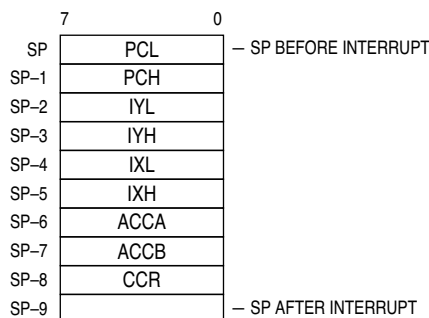 7 0
SP PCL – SP BEFORE INTERRUPT
SP–1 PCH
SP–2 IYL
SP–3 IYH
SP–4 IXL
SP–5 IXH
SP–6 ACCA
SP–7 ACCB
SP–8 CCR
SP–9 – SP AFTER INTERRUPT